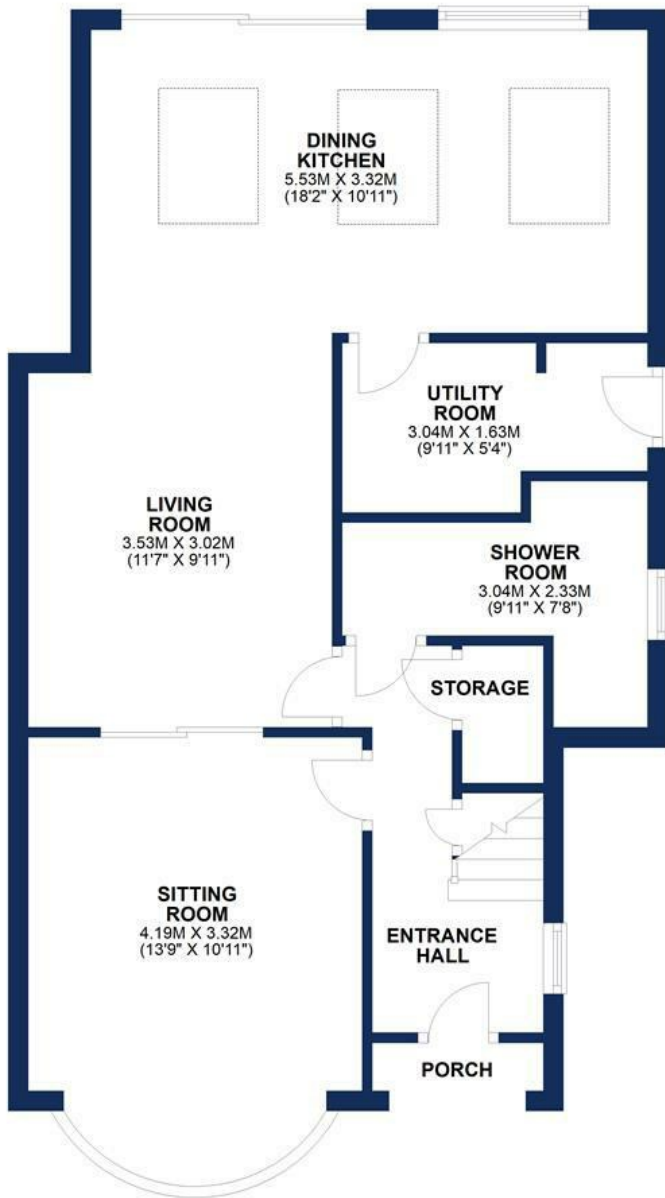 DINING
KITCHEN
5.53M X 3.32M
(18'2" X 10'11")
UTILITY
ROOM
3.04M X 1.63M
(9'11" X 5'4")
LIVING
ROOM
3.53M X 3.02M
(11'7" X 9'11")
SHOWER
ROOM
3.04M X 2.33M
(9'11" X 7'8")
STORAGE
SITTING
ROOM
4.19M X 3.32M
(13'9" X 10'11")
ENTRANCE
HALL
PORCH